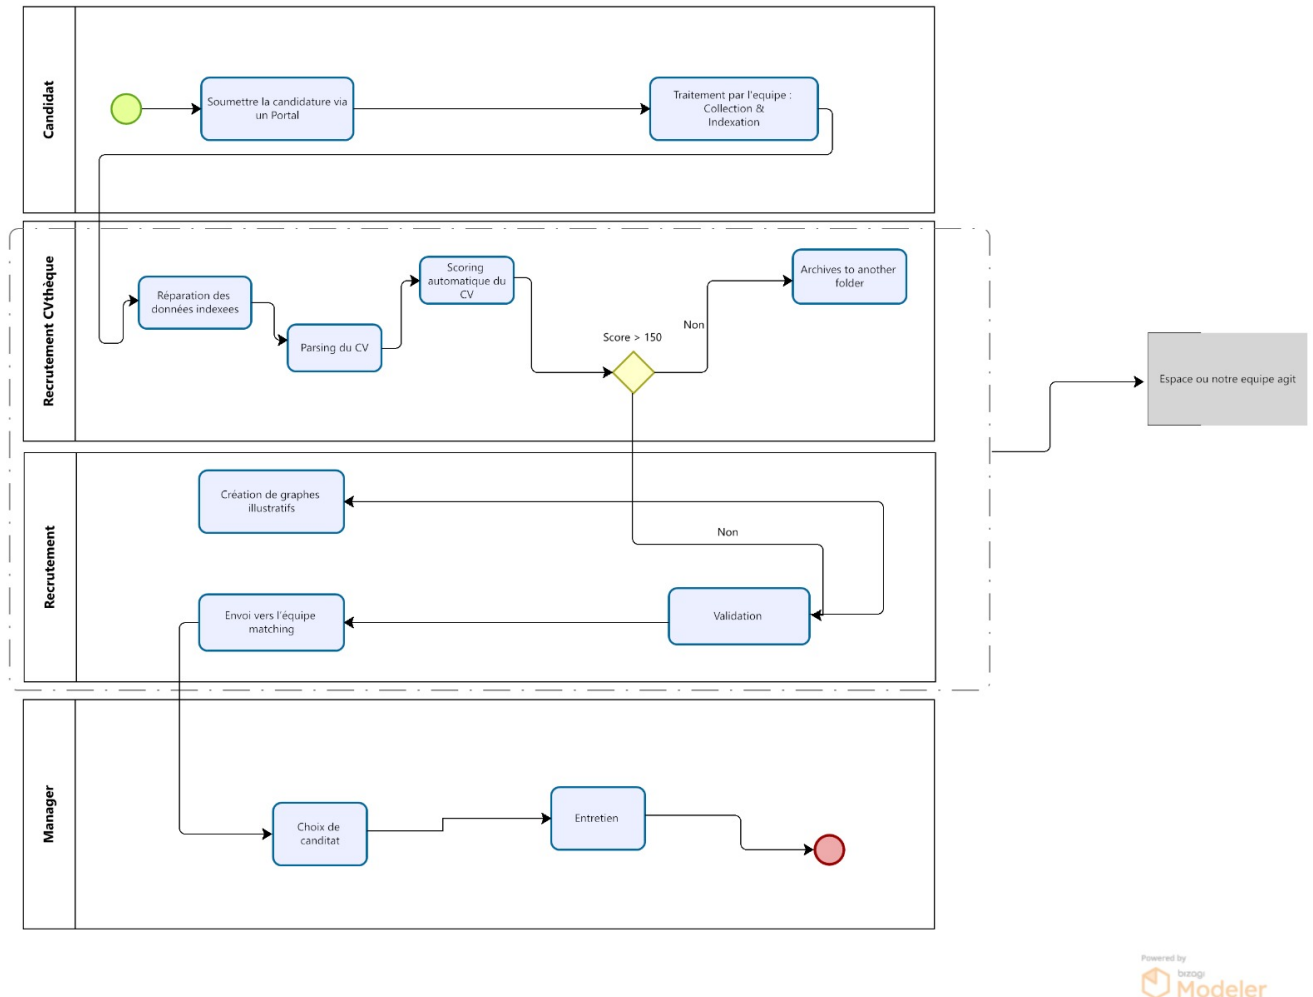 Candidat
Soumettre la candidature via
un Portal
Traitement par l'equipe :
Collection &
Indexation
Recrutement CVthèque
Réparation des
données indexees
Parsing du CV
Scoring
automatique du
CV
Score > 150
Non
Archives to another
folder
Espace ou notre equipe agit
Recrutement
Création de graphes
illustratifs
Non
Envoi vers l'équipe
matching
Validation
Manager
Choix de
canditat
Entretien
Powered by
bizagi
Modeler